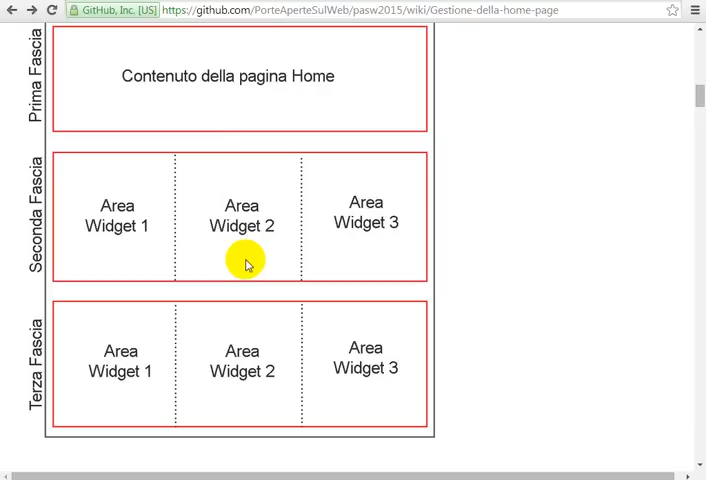 GitHub, Inc. [US] https://github.com/PorteAperteSulWeb/pasw2015/wiki/Gestione-della-home-page
Prima Fascia
Contenuto della pagina Home
Seconda Fascia
Area Widget 1
Area Widget 2
Area Widget 3
Terza Fascia
Area Widget 1
Area Widget 2
Area Widget 3